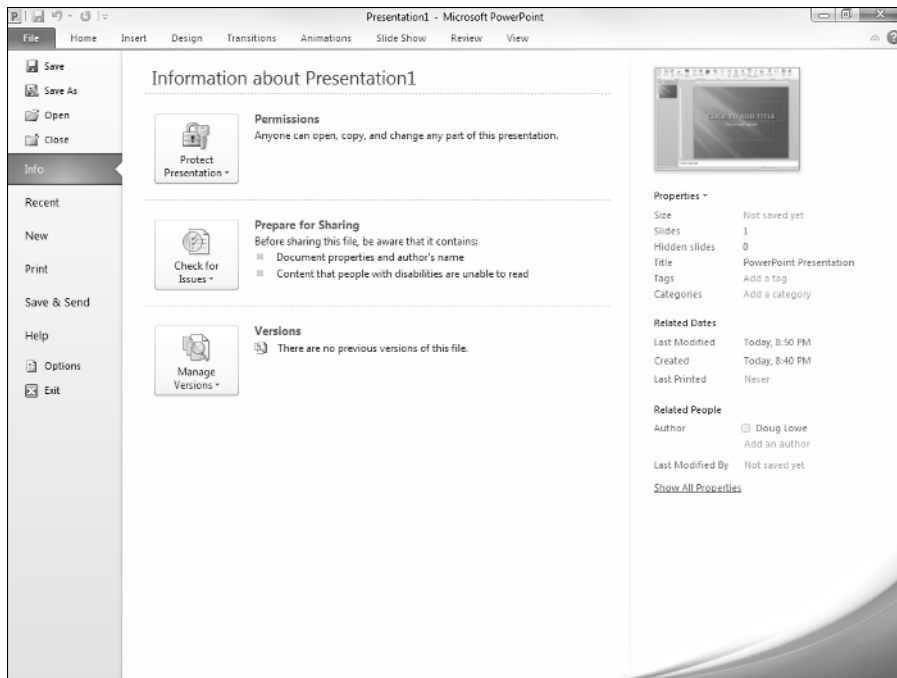 Presentation1 - Microsoft PowerPoint
File Home Insert Design Transitions Animations Slide Show Review View
Save
Save As
Open
Close
Info
Recent
New
Print
Save & Send
Help
Options
Exit
Information about Presentation1
Protect
Presentation
Permissions
Anyone can open, copy, and change any part of this presentation.
Check for
Issues
Prepare for Sharing
Before sharing this file, be aware that it contains:
Document properties and author's name
Content that people with disabilities are unable to read
Manage
Versions
Versions
There are no previous versions of this file.
CLICK TO ADD TITLE
Properties
Size Not saved yet
Slides 1
Hidden slides 0
Title PowerPoint Presentation
Tags Add a tag
Categories Add a category
Related Dates
Last Modified Today, 8:50 PM
Created Today, 8:40 PM
Last Printed Never
Related People
Author Doug Lowe
Add an author
Last Modified By Not saved yet
Show All Properties